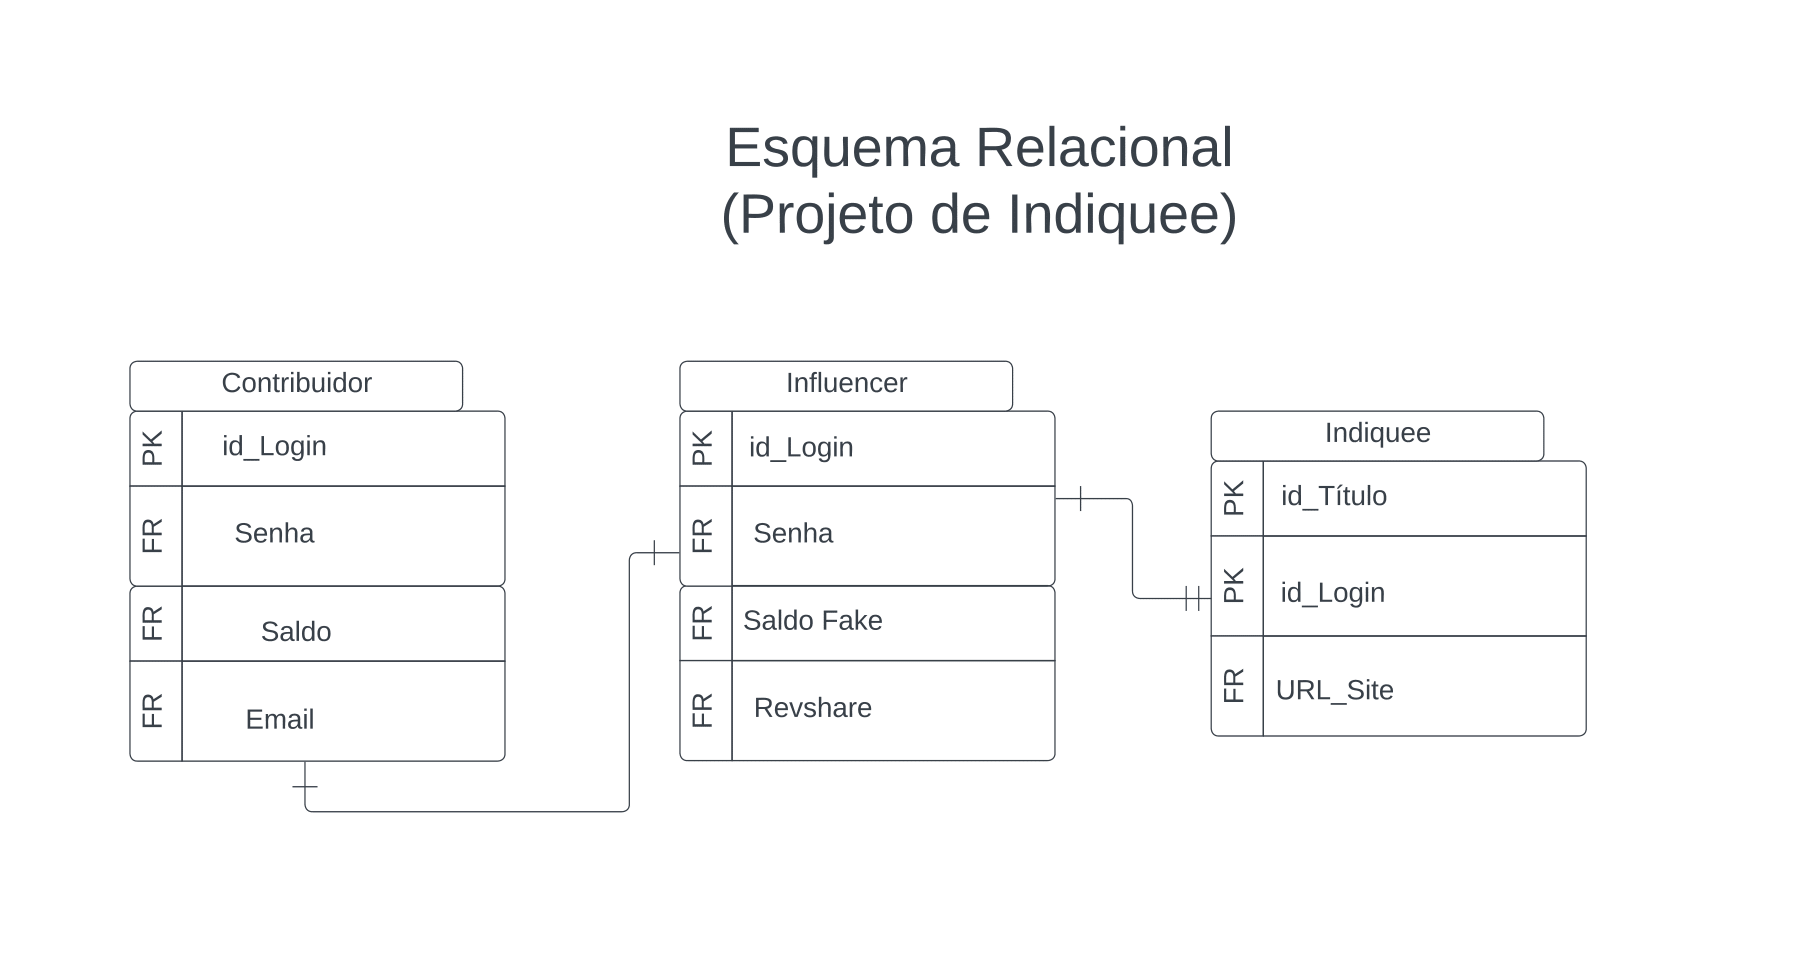 Esquema Relacional
(Projeto de Indiquee)
Contribuidor
PK id_Login
FR Senha
FR Saldo
FR Email
Influencer
PK id_Login
FR Senha
FR Saldo Fake
FR Revshare
Indiquee
PK id_Título
PK id_Login
FR URL_Site